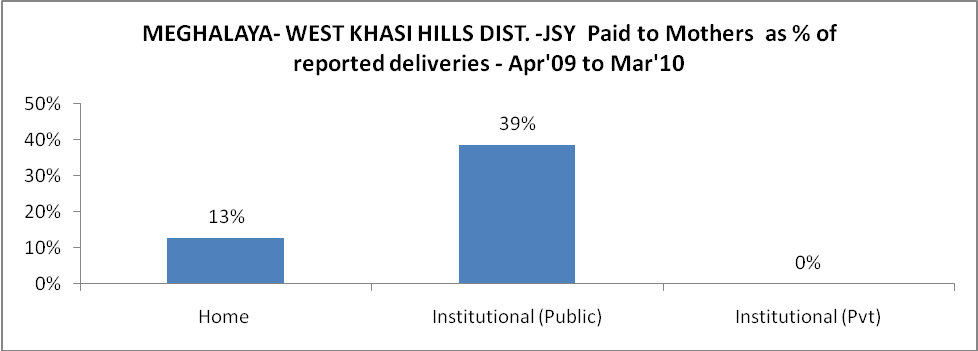 MEGHALAYA- WEST KHASI HILLS DIST. -JSY  Paid to Mothers  as % of
reported deliveries - Apr'09 to Mar'10
50%
40%
30%
20%
10%
0%
13%
39%
0%
Home
Institutional (Public)
Institutional (Pvt)